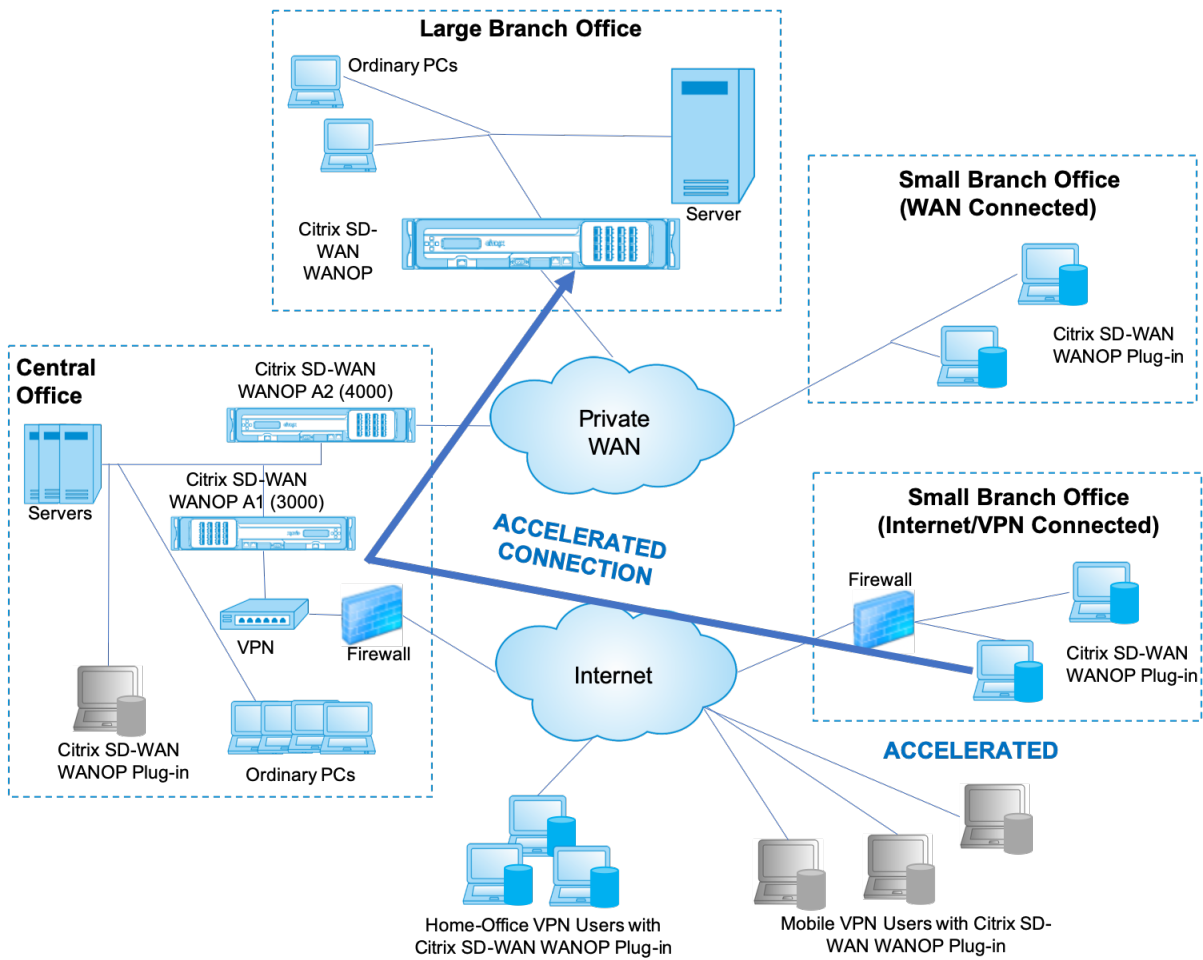 Large Branch Office
Ordinary PCs
Server
Citrix SD-
WAN
WANOP
Small Branch Office
(WAN Connected)
Citrix SD-WAN
WANOP Plug-in
Central
Office
Citrix SD-WAN
WANOP A2 (4000)
Private
WAN
Citrix SD-WAN
WANOP A1 (3000)
Servers
Small Branch Office
(Internet/VPN Connected)
ACCELERATED
CONNECTION
Firewall
VPN
Firewall
Internet
Citrix SD-WAN
WANOP Plug-in
Citrix SD-WAN
WANOP Plug-in
Ordinary PCs
ACCELERATED
Home-Office VPN Users with
Citrix SD-WAN WANOP Plug-in
Mobile VPN Users with Citrix SD-
WAN WANOP Plug-in